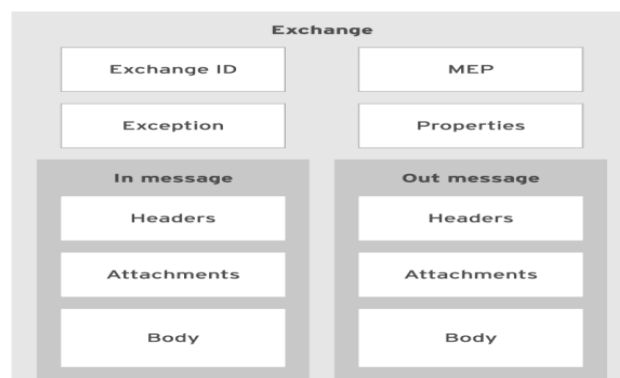 Exchange
Exchange ID
MEP
Exception
Properties
In message
Headers
Attachments
Body
Out message
Headers
Attachments
Body